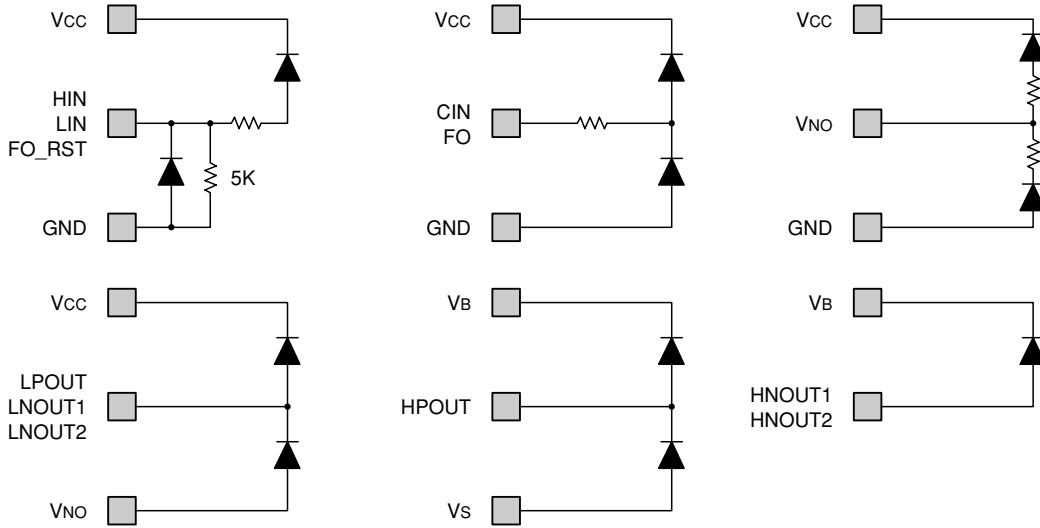 VCC
HIN
LIN
FO_RST
5K
GND
VCC
CIN
FO
GND
VCC
VNO
GND
VCC
LPOUT
LNOUT1
LNOUT2
VNO
VB
HPOUT
VS
VB
HNOUT1
HNOUT2